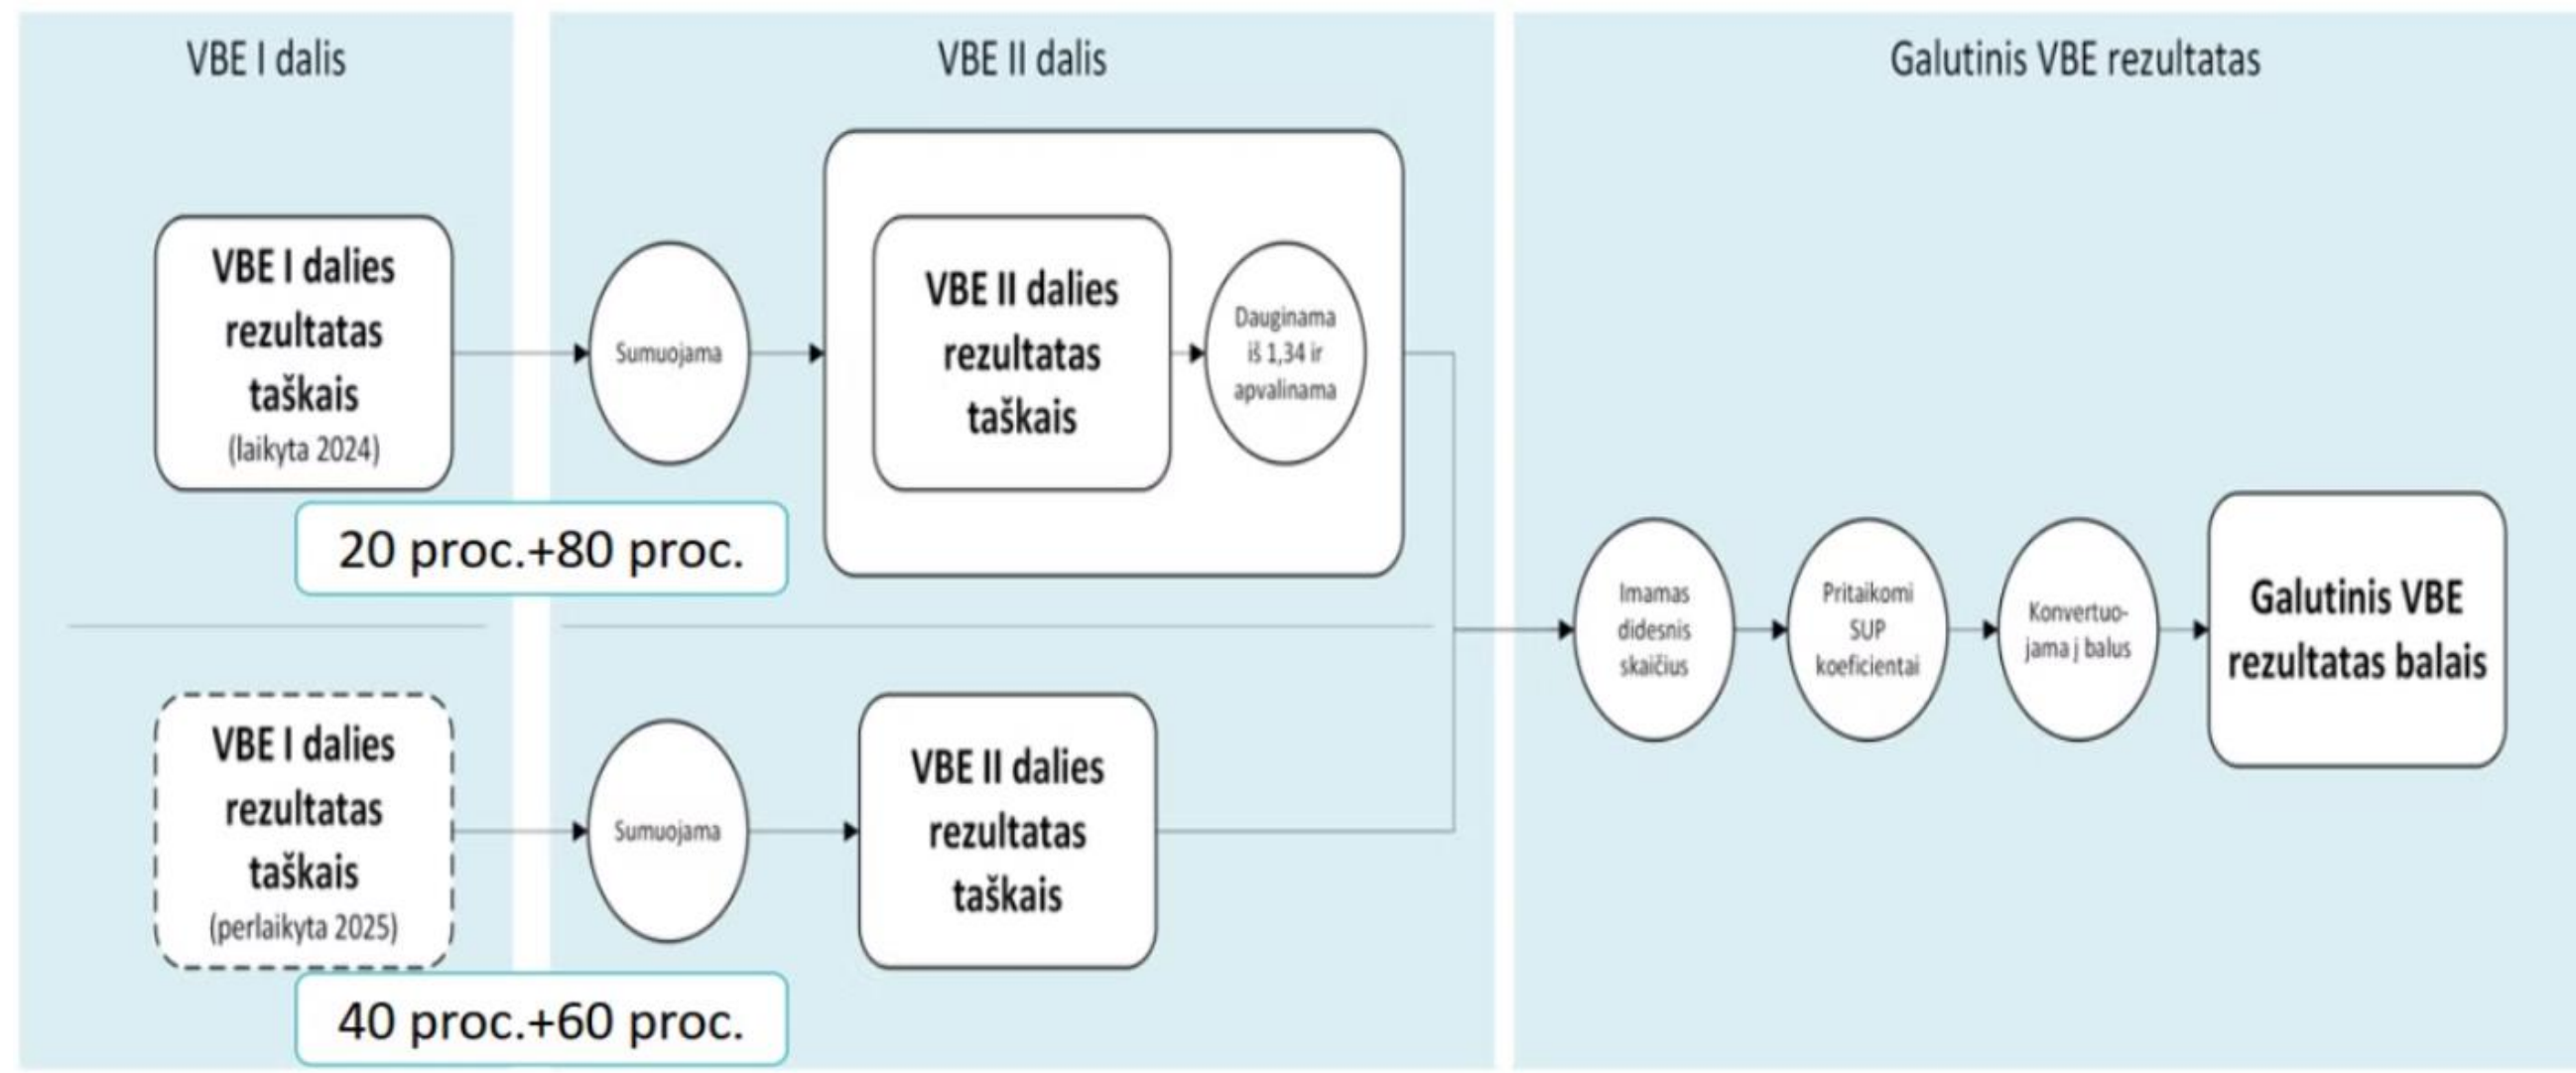 VBE I dalis
VBE II dalis
Galutinis VBE rezultatas
VBE I dalies
rezultatas
taškais
(laikyta 2024)
Sumuojama
VBE II dalies
rezultatas
taškais
Dauginama
iš 1,34 ir
apvalinama
20 proc.+80 proc.
VBE I dalies
rezultatas
taškais
(perlaikyta 2025)
Sumuojama
VBE II dalies
rezultatas
taškais
40 proc.+60 proc.
Imamas
didesnis
skaičius
Pritaikomi
SUP
koeficientai
Konvertuo-
jama į balus
Galutinis VBE
rezultatas balais